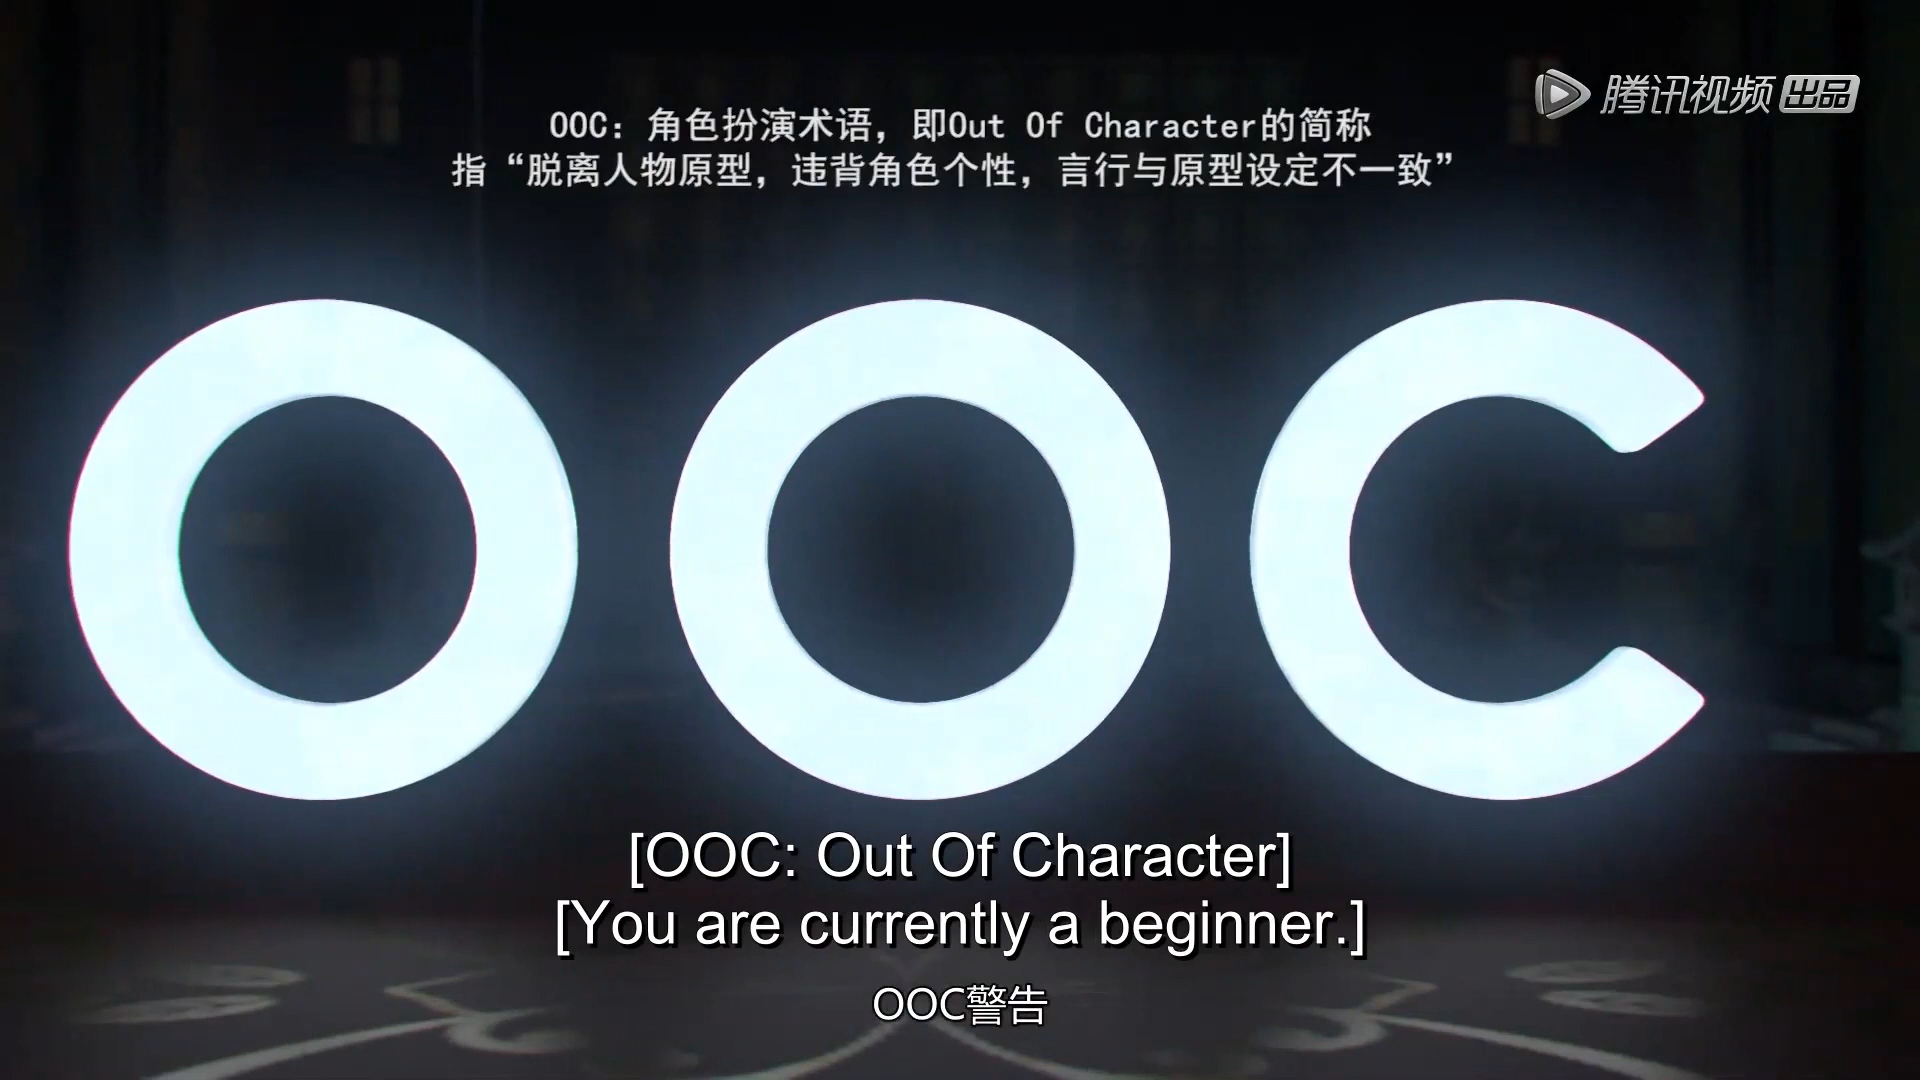 腾讯视频 出品
OOC：角色扮演术语，即Out Of Character的简称
指“脱离人物原型，违背角色个性，言行与原型设定不一致”
OOC
[OOC: Out Of Character]
[You are currently a beginner.]
OOC警告